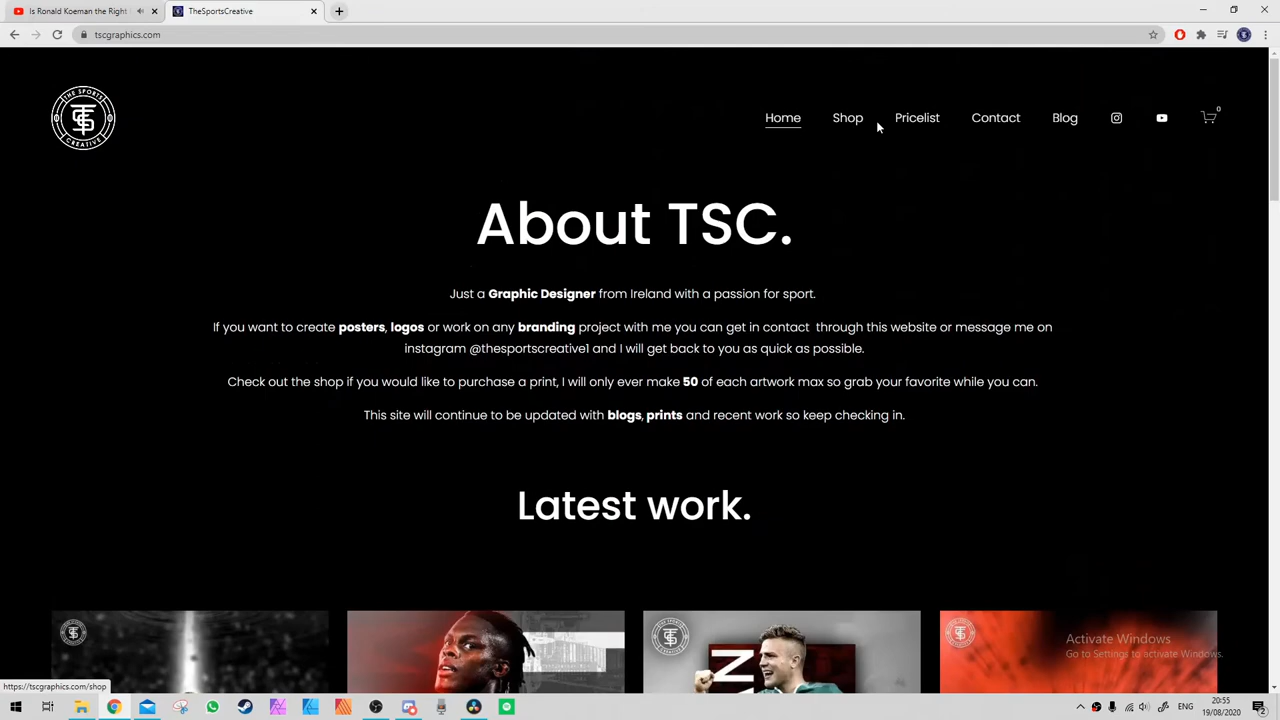 Is Ronald Koeman the Right
TheSportsCreative
tscgraphics.com
THE SPORTS
CREATIVE
Home
Shop
Pricelist
Contact
Blog
0
About TSC.
Just a Graphic Designer from Ireland with a passion for sport.
If you want to create posters, logos or work on any branding project with me you can get in contact through this website or message me on
instagram @thesportscreative1 and I will get back to you as quick as possible.
Check out the shop if you would like to purchase a print, I will only ever make 50 of each artwork max so grab your favorite while you can.
This site will continue to be updated with blogs, prints and recent work so keep checking in.
Latest work.
Activate Windows
Go to Settings to activate Windows.
https://tscgraphics.com/shop
ENG
20:55
19/08/2020
2